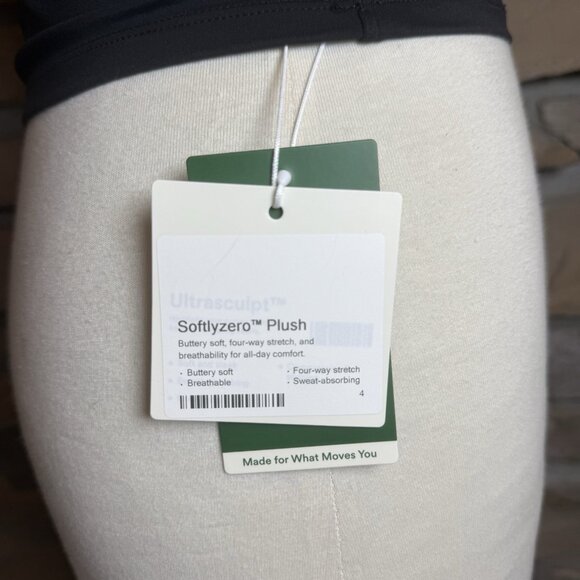 Ultrasculpt™
Softlyzero™ Plush
Buttery soft, four-way stretch, and
breathability for all-day comfort.
· Buttery soft · Four-way stretch
· Breathable · Sweat-absorbing
4
Made for What Moves You